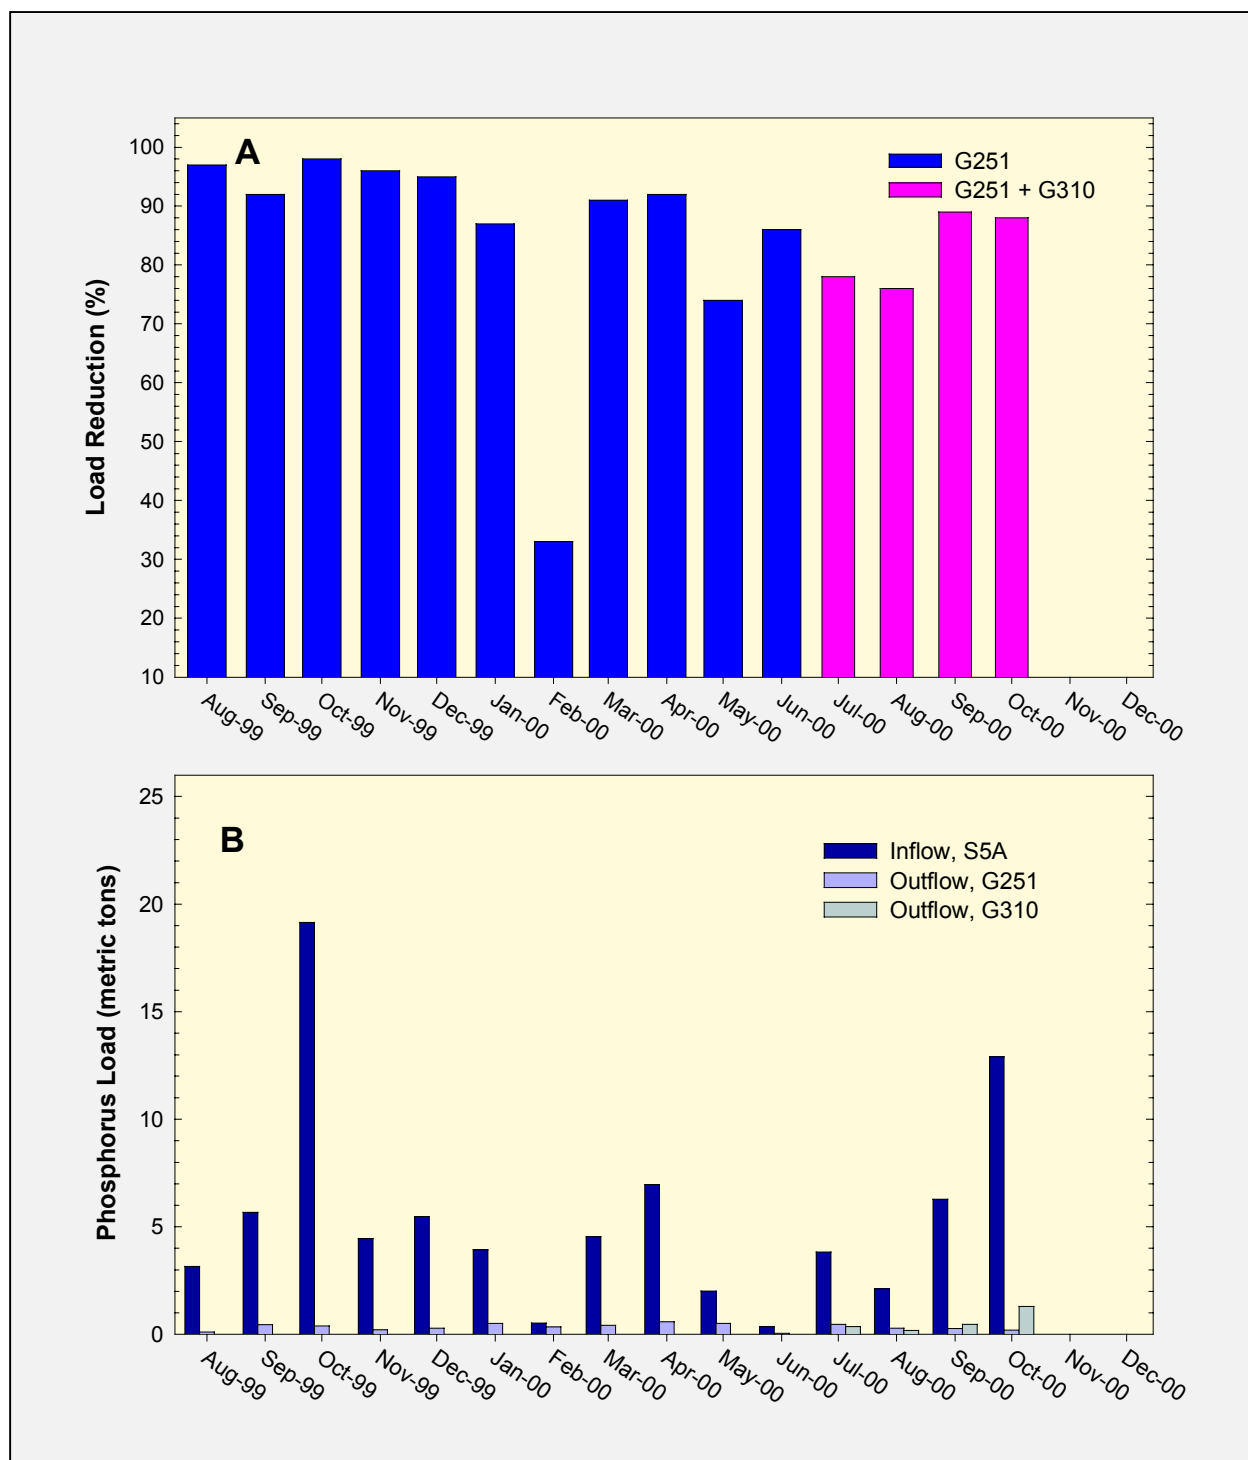 A
G251
G251 + G310
Load Reduction (%)
100
90
80
70
60
50
40
30
20
10
Aug-99
Sep-99
Oct-99
Nov-99
Dec-99
Jan-00
Feb-00
Mar-00
Apr-00
May-00
Jun-00
Jul-00
Aug-00
Sep-00
Oct-00
Nov-00
Dec-00
B
Inflow, S5A
Outflow, G251
Outflow, G310
Phosphorus Load (metric tons)
25
20
15
10
5
0
Aug-99
Sep-99
Oct-99
Nov-99
Dec-99
Jan-00
Feb-00
Mar-00
Apr-00
May-00
Jun-00
Jul-00
Aug-00
Sep-00
Oct-00
Nov-00
Dec-00